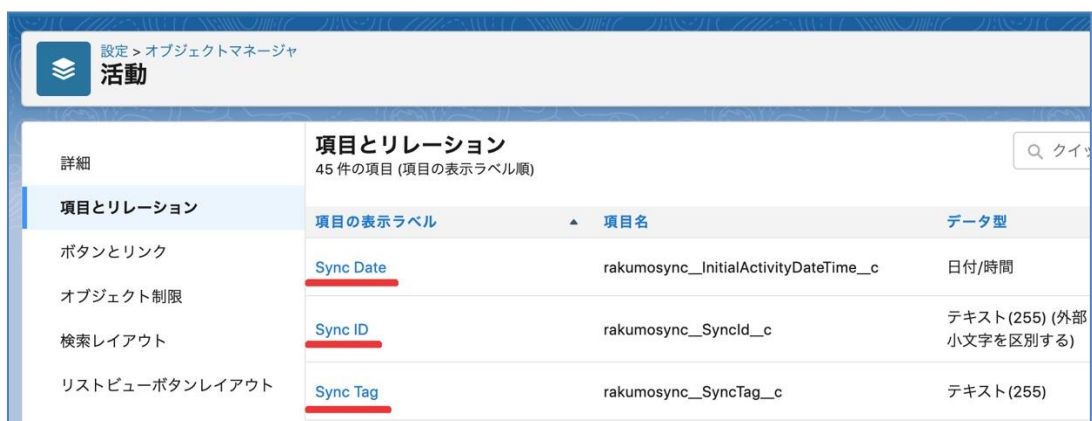 設定 > オブジェクトマネージャ
活動
詳細
項目とリレーション
ボタンとリンク
オブジェクト制限
検索レイアウト
リストビューボタンレイアウト
項目とリレーション
45 件の項目 (項目の表示ラベル順)
クイッ
項目の表示ラベル 項目名 データ型
Sync Date rakumosync__InitialActivityDateTime__c 日付/時間
Sync ID rakumosync__SyncId__c テキスト(255) (外部
小文字を区別する)
Sync Tag rakumosync__SyncTag__c テキスト(255)